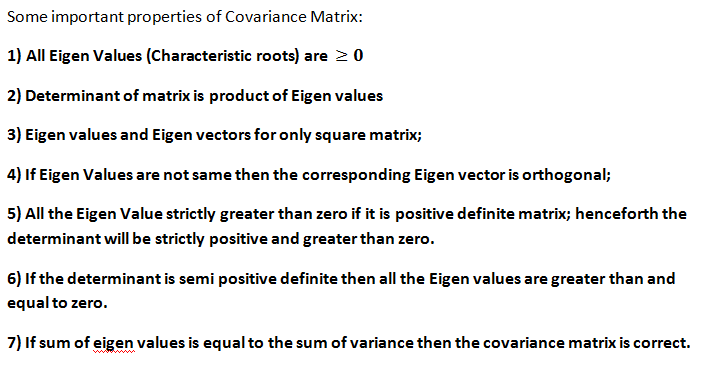 Some important properties of Covariance Matrix:
1) All Eigen Values (Characteristic roots) are ≥ 0
2) Determinant of matrix is product of Eigen values
3) Eigen values and Eigen vectors for only square matrix;
4) If Eigen Values are not same then the corresponding Eigen vector is orthogonal;
5) All the Eigen Value strictly greater than zero if it is positive definite matrix; henceforth the
determinant will be strictly positive and greater than zero.
6) If the determinant is semi positive definite then all the Eigen values are greater than and
equal to zero.
7) If sum of eigen values is equal to the sum of variance then the covariance matrix is correct.